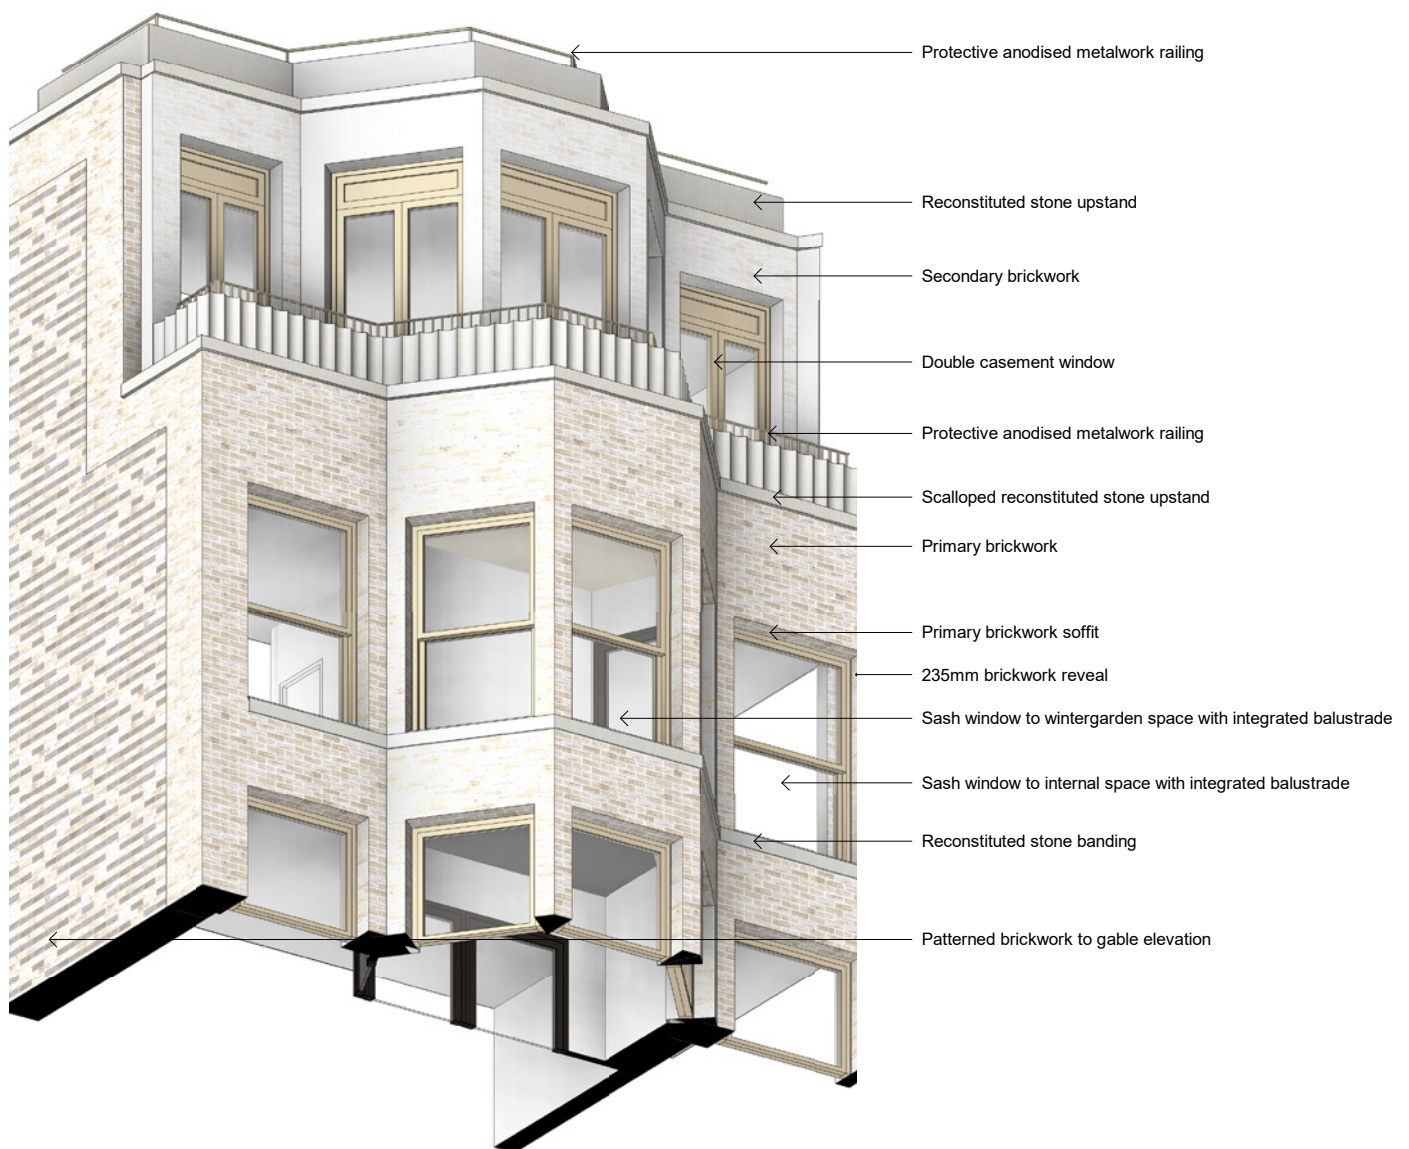 Protective anodised metalwork railing
Reconstituted stone upstand
Secondary brickwork
Double casement window
Protective anodised metalwork railing
Scalloped reconstituted stone upstand
Primary brickwork
Primary brickwork soffit
235mm brickwork reveal
Sash window to wintergarden space with integrated balustrade
Sash window to internal space with integrated balustrade
Reconstituted stone banding
Patterned brickwork to gable elevation